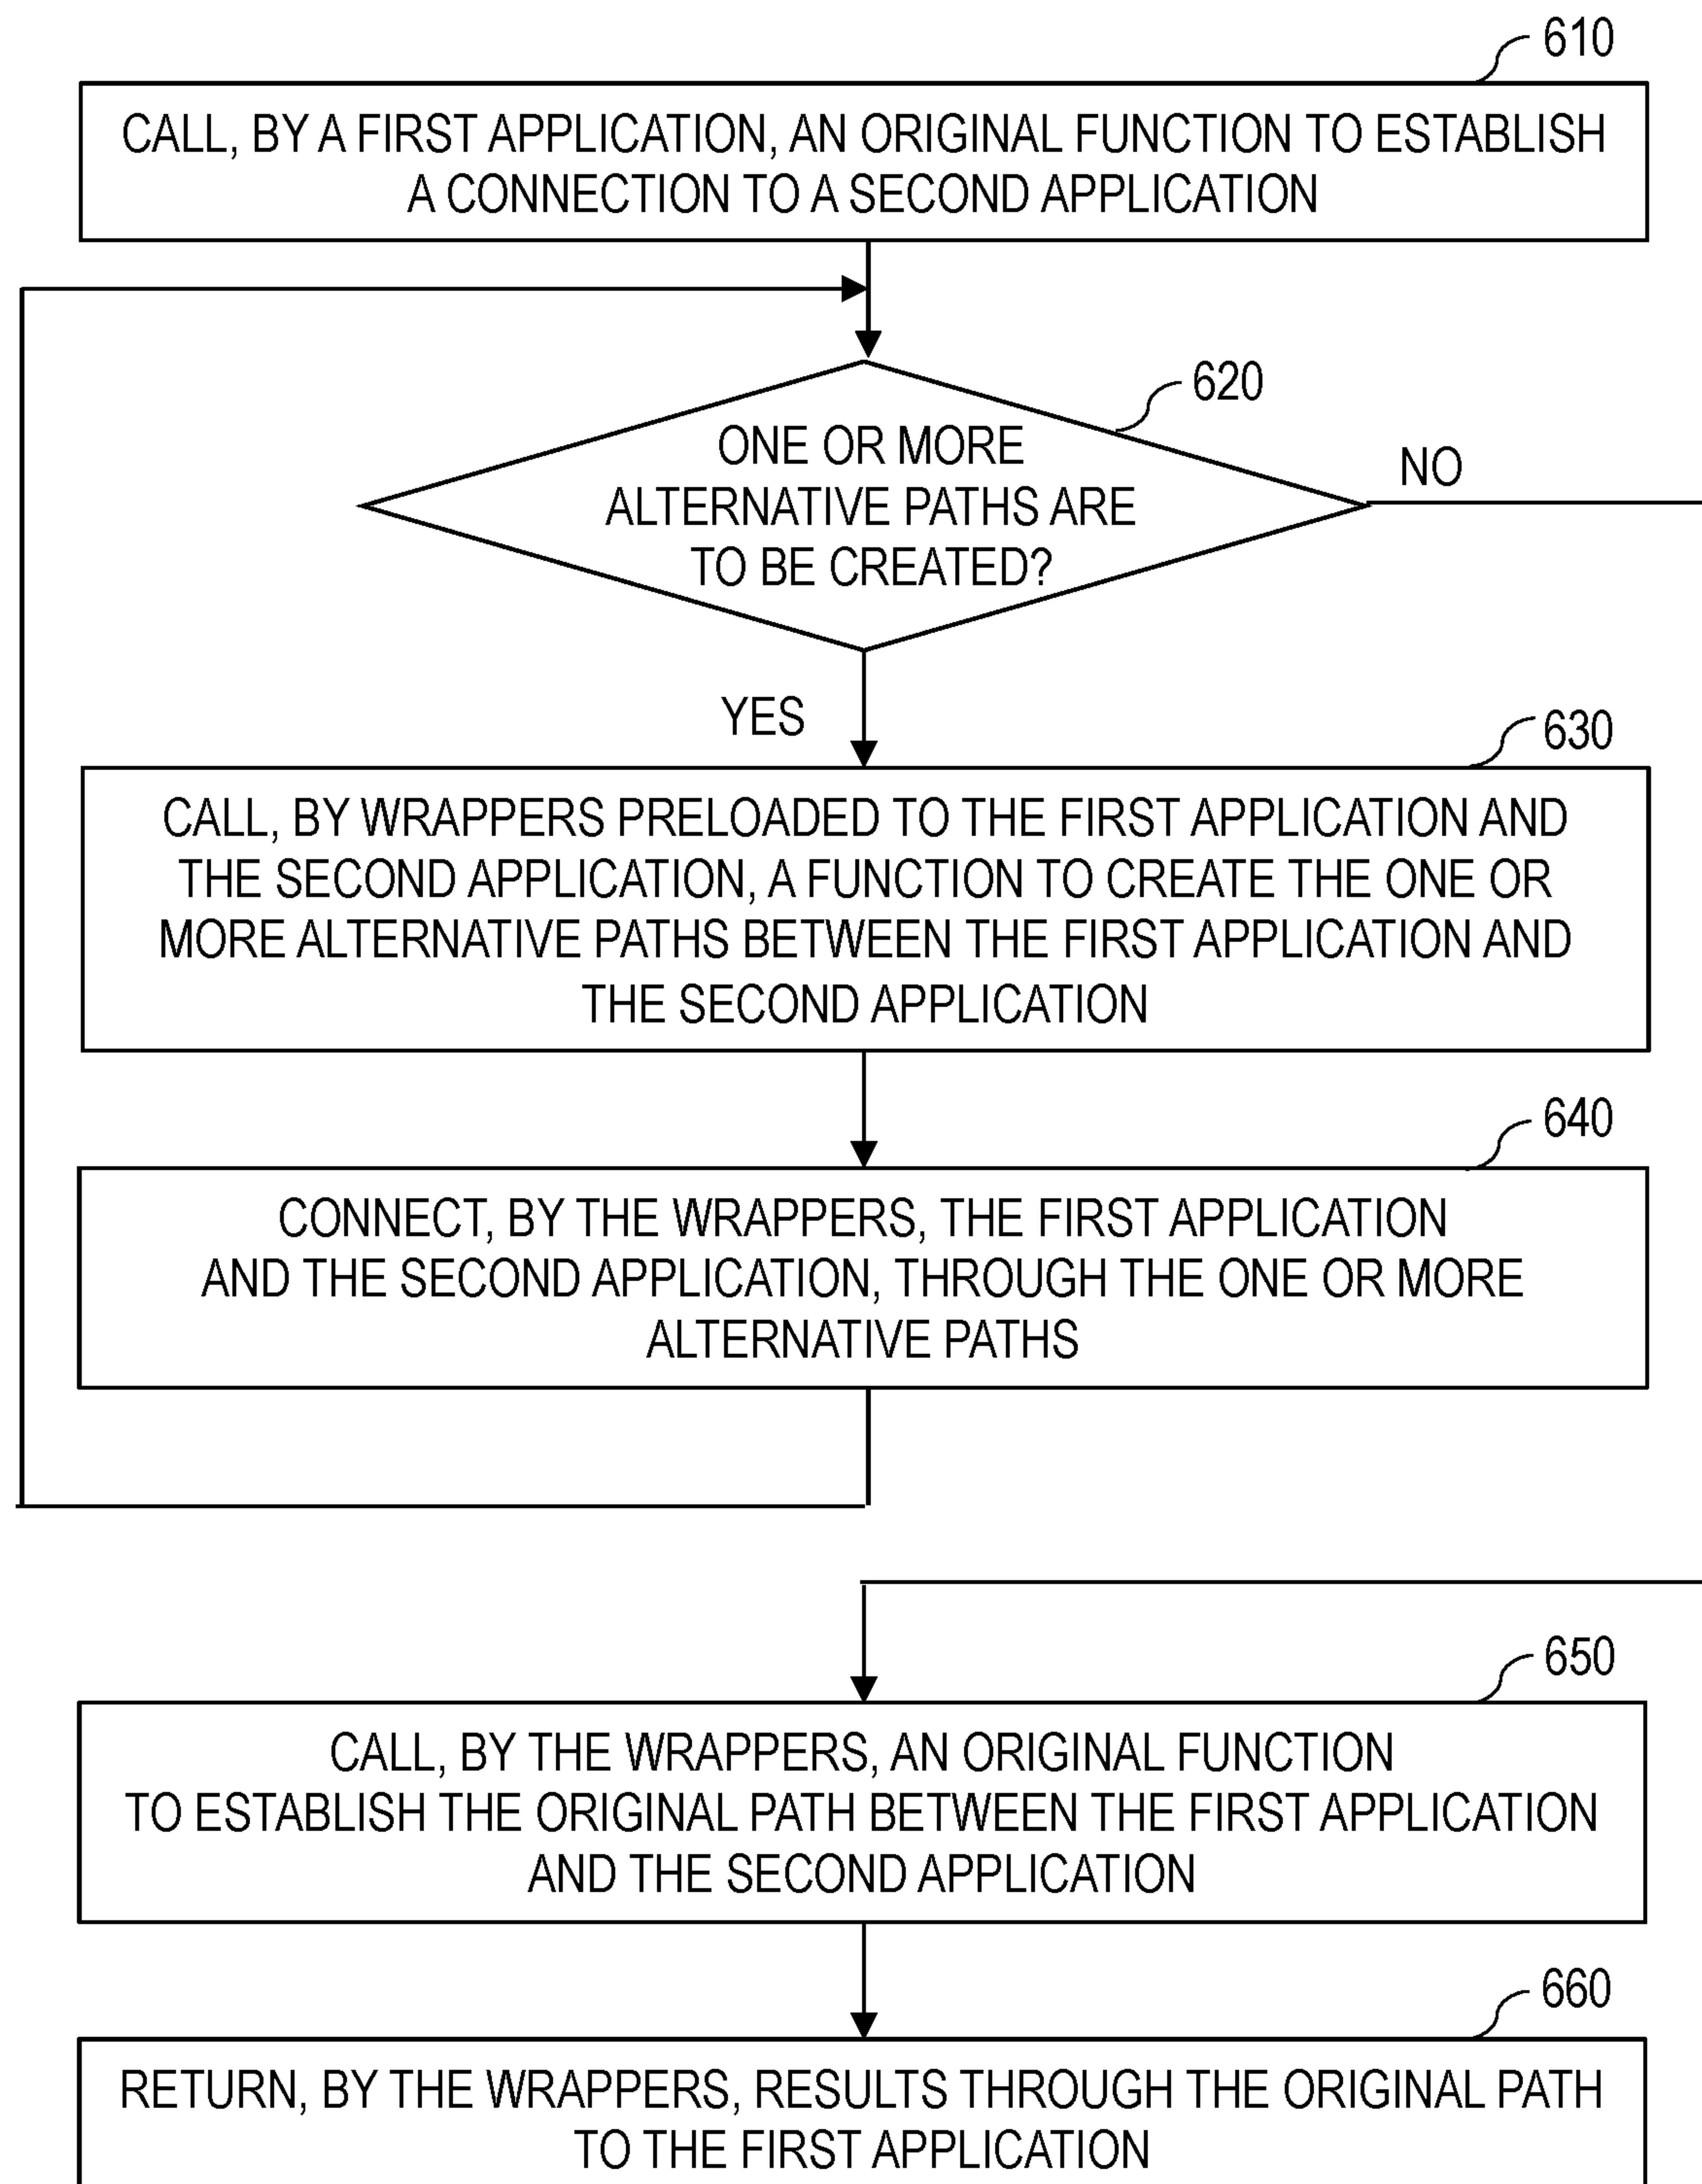 610
CALL, BY A FIRST APPLICATION, AN ORIGINAL FUNCTION TO ESTABLISH
A CONNECTION TO A SECOND APPLICATION
620
ONE OR MORE
ALTERNATIVE PATHS ARE
TO BE CREATED?
NO
YES
630
CALL, BY WRAPPERS PRELOADED TO THE FIRST APPLICATION AND
THE SECOND APPLICATION, A FUNCTION TO CREATE THE ONE OR
MORE ALTERNATIVE PATHS BETWEEN THE FIRST APPLICATION AND
THE SECOND APPLICATION
640
CONNECT, BY THE WRAPPERS, THE FIRST APPLICATION
AND THE SECOND APPLICATION, THROUGH THE ONE OR MORE
ALTERNATIVE PATHS
650
CALL, BY THE WRAPPERS, AN ORIGINAL FUNCTION
TO ESTABLISH THE ORIGINAL PATH BETWEEN THE FIRST APPLICATION
AND THE SECOND APPLICATION
660
RETURN, BY THE WRAPPERS, RESULTS THROUGH THE ORIGINAL PATH
TO THE FIRST APPLICATION